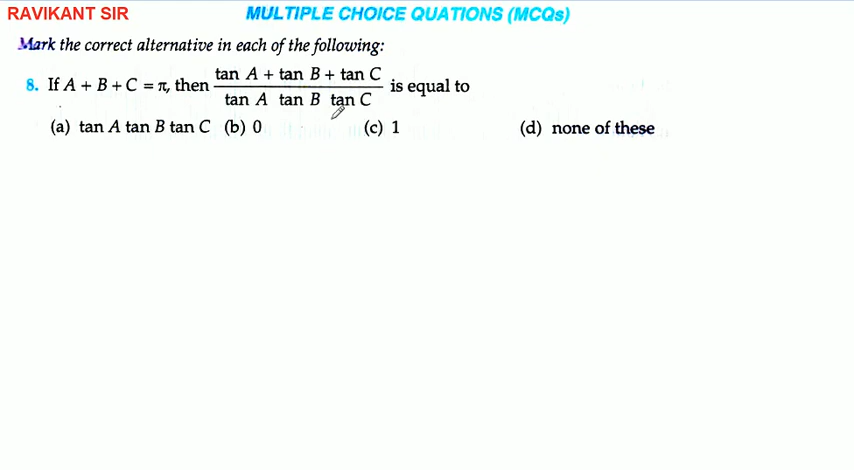 RAVIKANT SIR MULTIPLE CHOICE QUATIONS (MCQs)
Mark the correct alternative in each of the following:
8. If A + B + C = π, then (tan A + tan B + tan C) / (tan A tan B tan C) is equal to
(a) tan A tan B tan C (b) 0 (c) 1 (d) none of these